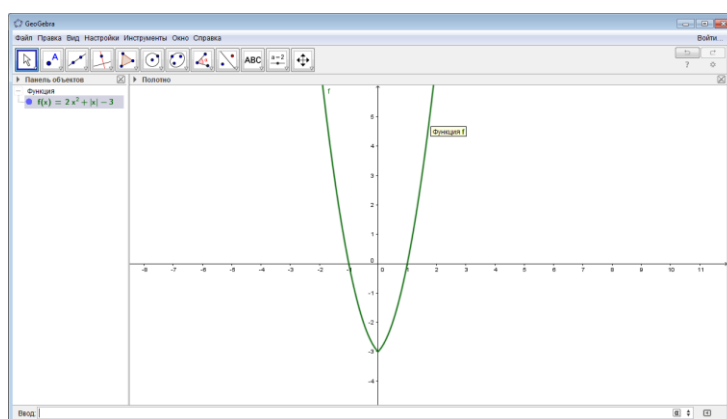 GeoGebra
Файл Правка Вид Настройки Инструменты Окно Справка
Войти...
A
ABC
a=2
?
Панель объектов
Полотно
Функция
f(x) = 2 x² + |x| − 3
f
Функция f
5
4
3
2
1
0
-8 -7 -6 -5 -4 -3 -2 -1 0 1 2 3 4 5 6 7 8 9 10 11
-1
-2
-3
-4
Ввод: